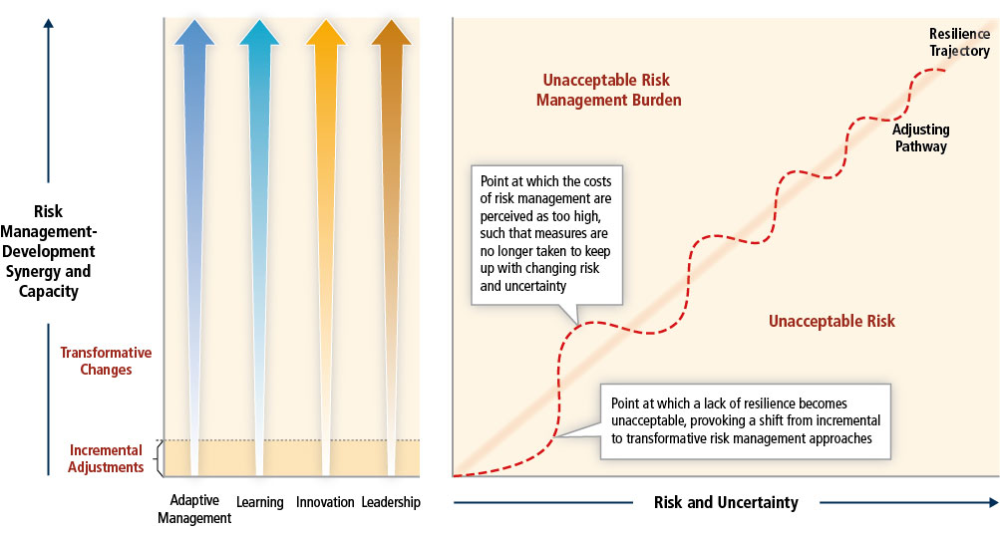 Risk
Management-
Development
Synergy and
Capacity
Transformative
Changes
Incremental
Adjustments
Adaptive
Management
Learning
Innovation
Leadership
Unacceptable Risk
Management Burden
Resilience
Trajectory
Adjusting
Pathway
Point at which the costs
of risk management are
perceived as too high,
such that measures are
no longer taken to keep
up with changing risk
and uncertainty
Unacceptable Risk
Point at which a lack of resilience becomes
unacceptable, provoking a shift from incremental
to transformative risk management approaches
Risk and Uncertainty